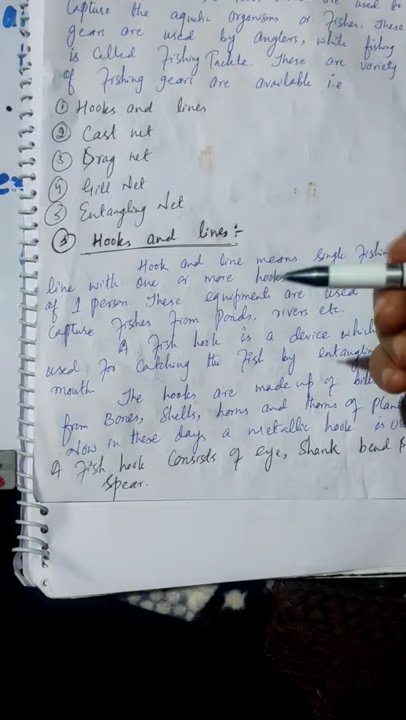 Capture the aquatic organisms or Fishes. These
gears are used by anglers, while fishing
is called Fishing Tackle. There are variety
of Fishing gears are available i.e
① Hooks and lines
② Cast net
③ Drag net
④ Gill Net
⑤ Entangling Net
① Hooks and lines:-
Hook and line means single Fishing
line with one or more hooks
of 1 person. These equipments are used
Capture Fishes From Ponds, rivers etc.
A Fish hook is a device which
used For Catching the Fish by entangling
mouth. The hooks are made up of
From Bones, Shells, horns and thorns of Plan
Now in these days a metallic hook is
A Fish hook Consists of eye, Shank bend
Spear.